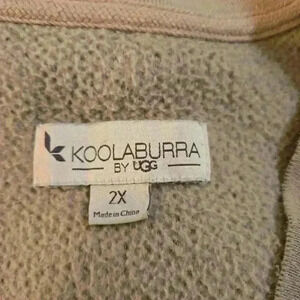 KOOLABURRA
BY UGG
2X
Made in China